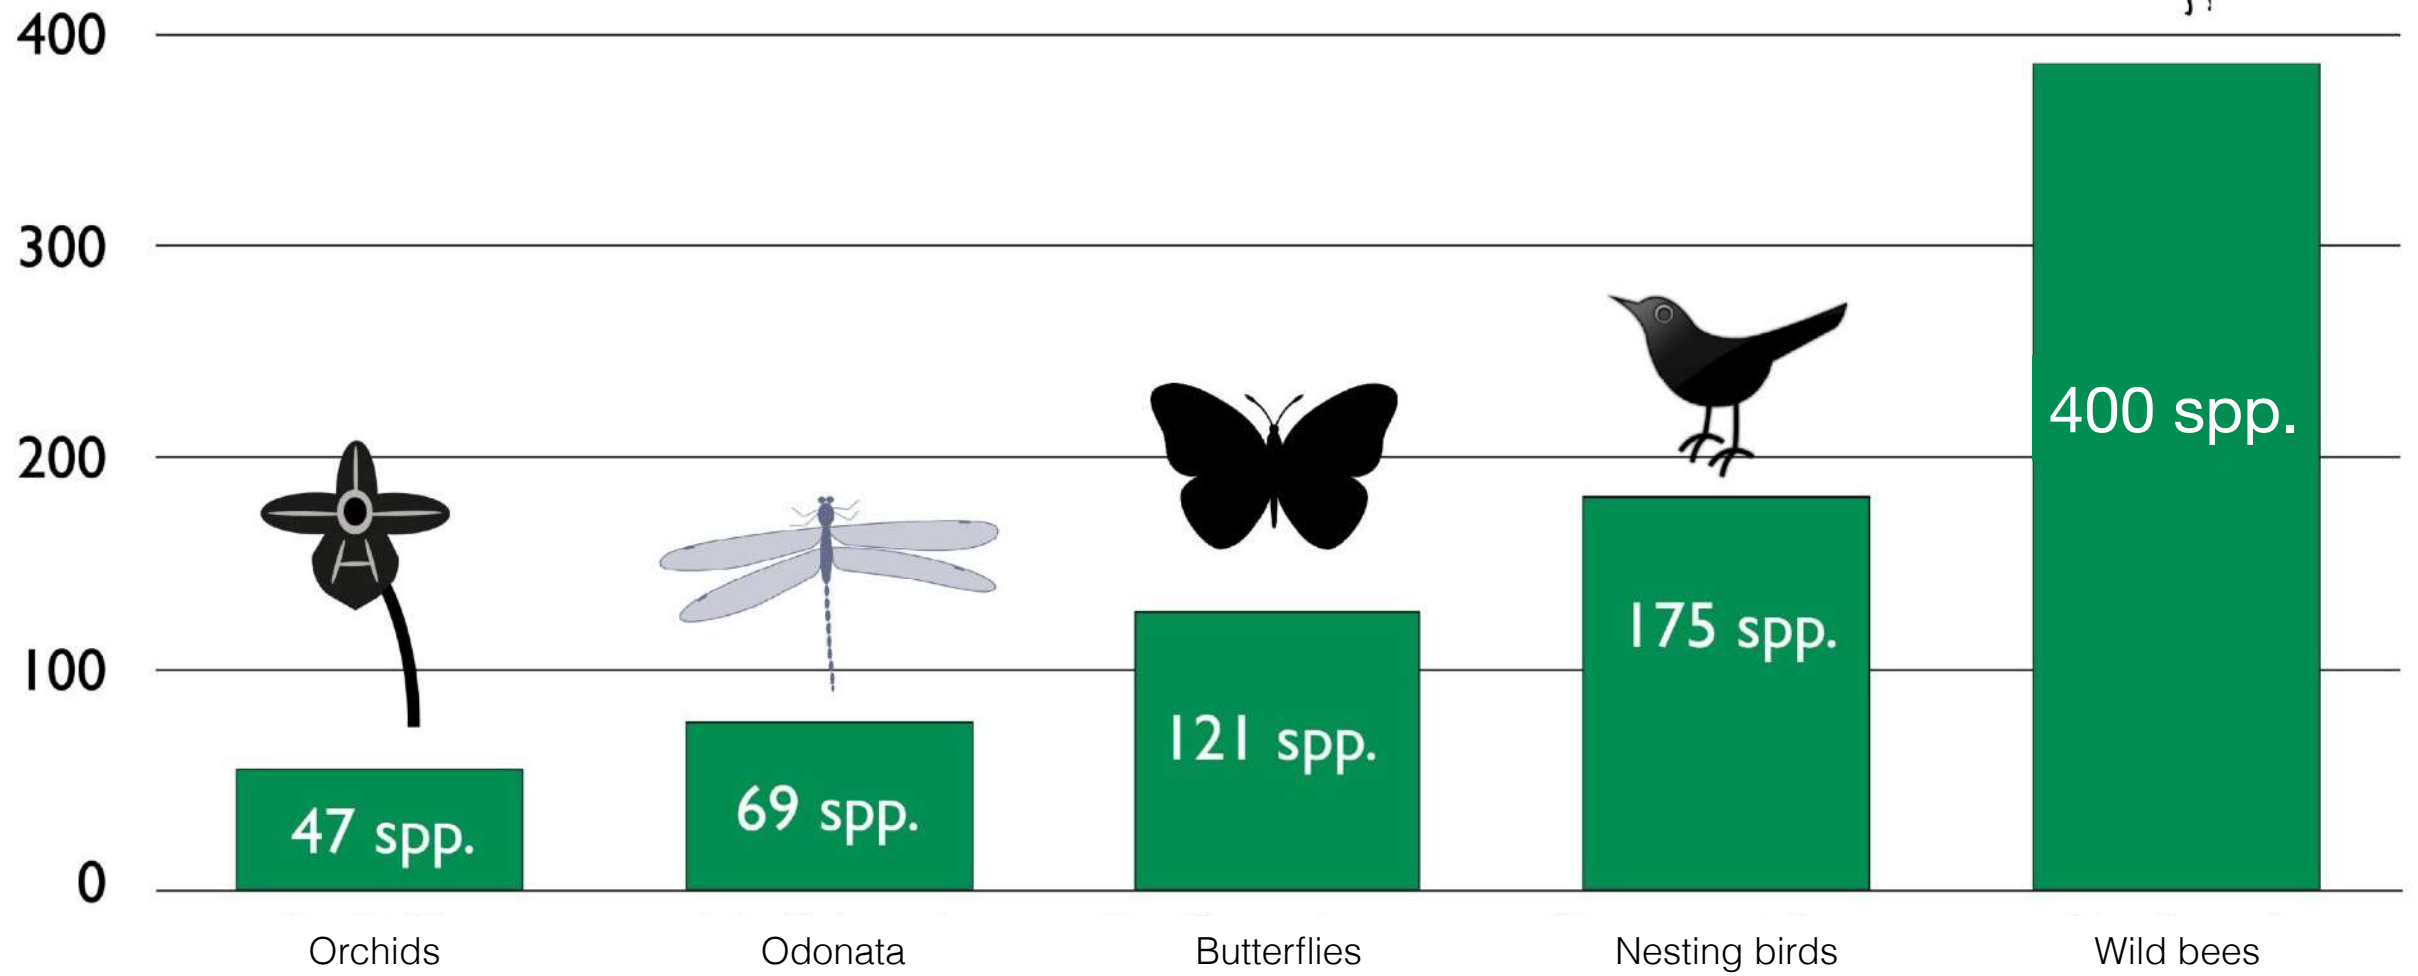 400
300
200
100
0
47 spp.
69 spp.
121 spp.
175 spp.
400 spp.
Orchids
Odonata
Butterflies
Nesting birds
Wild bees